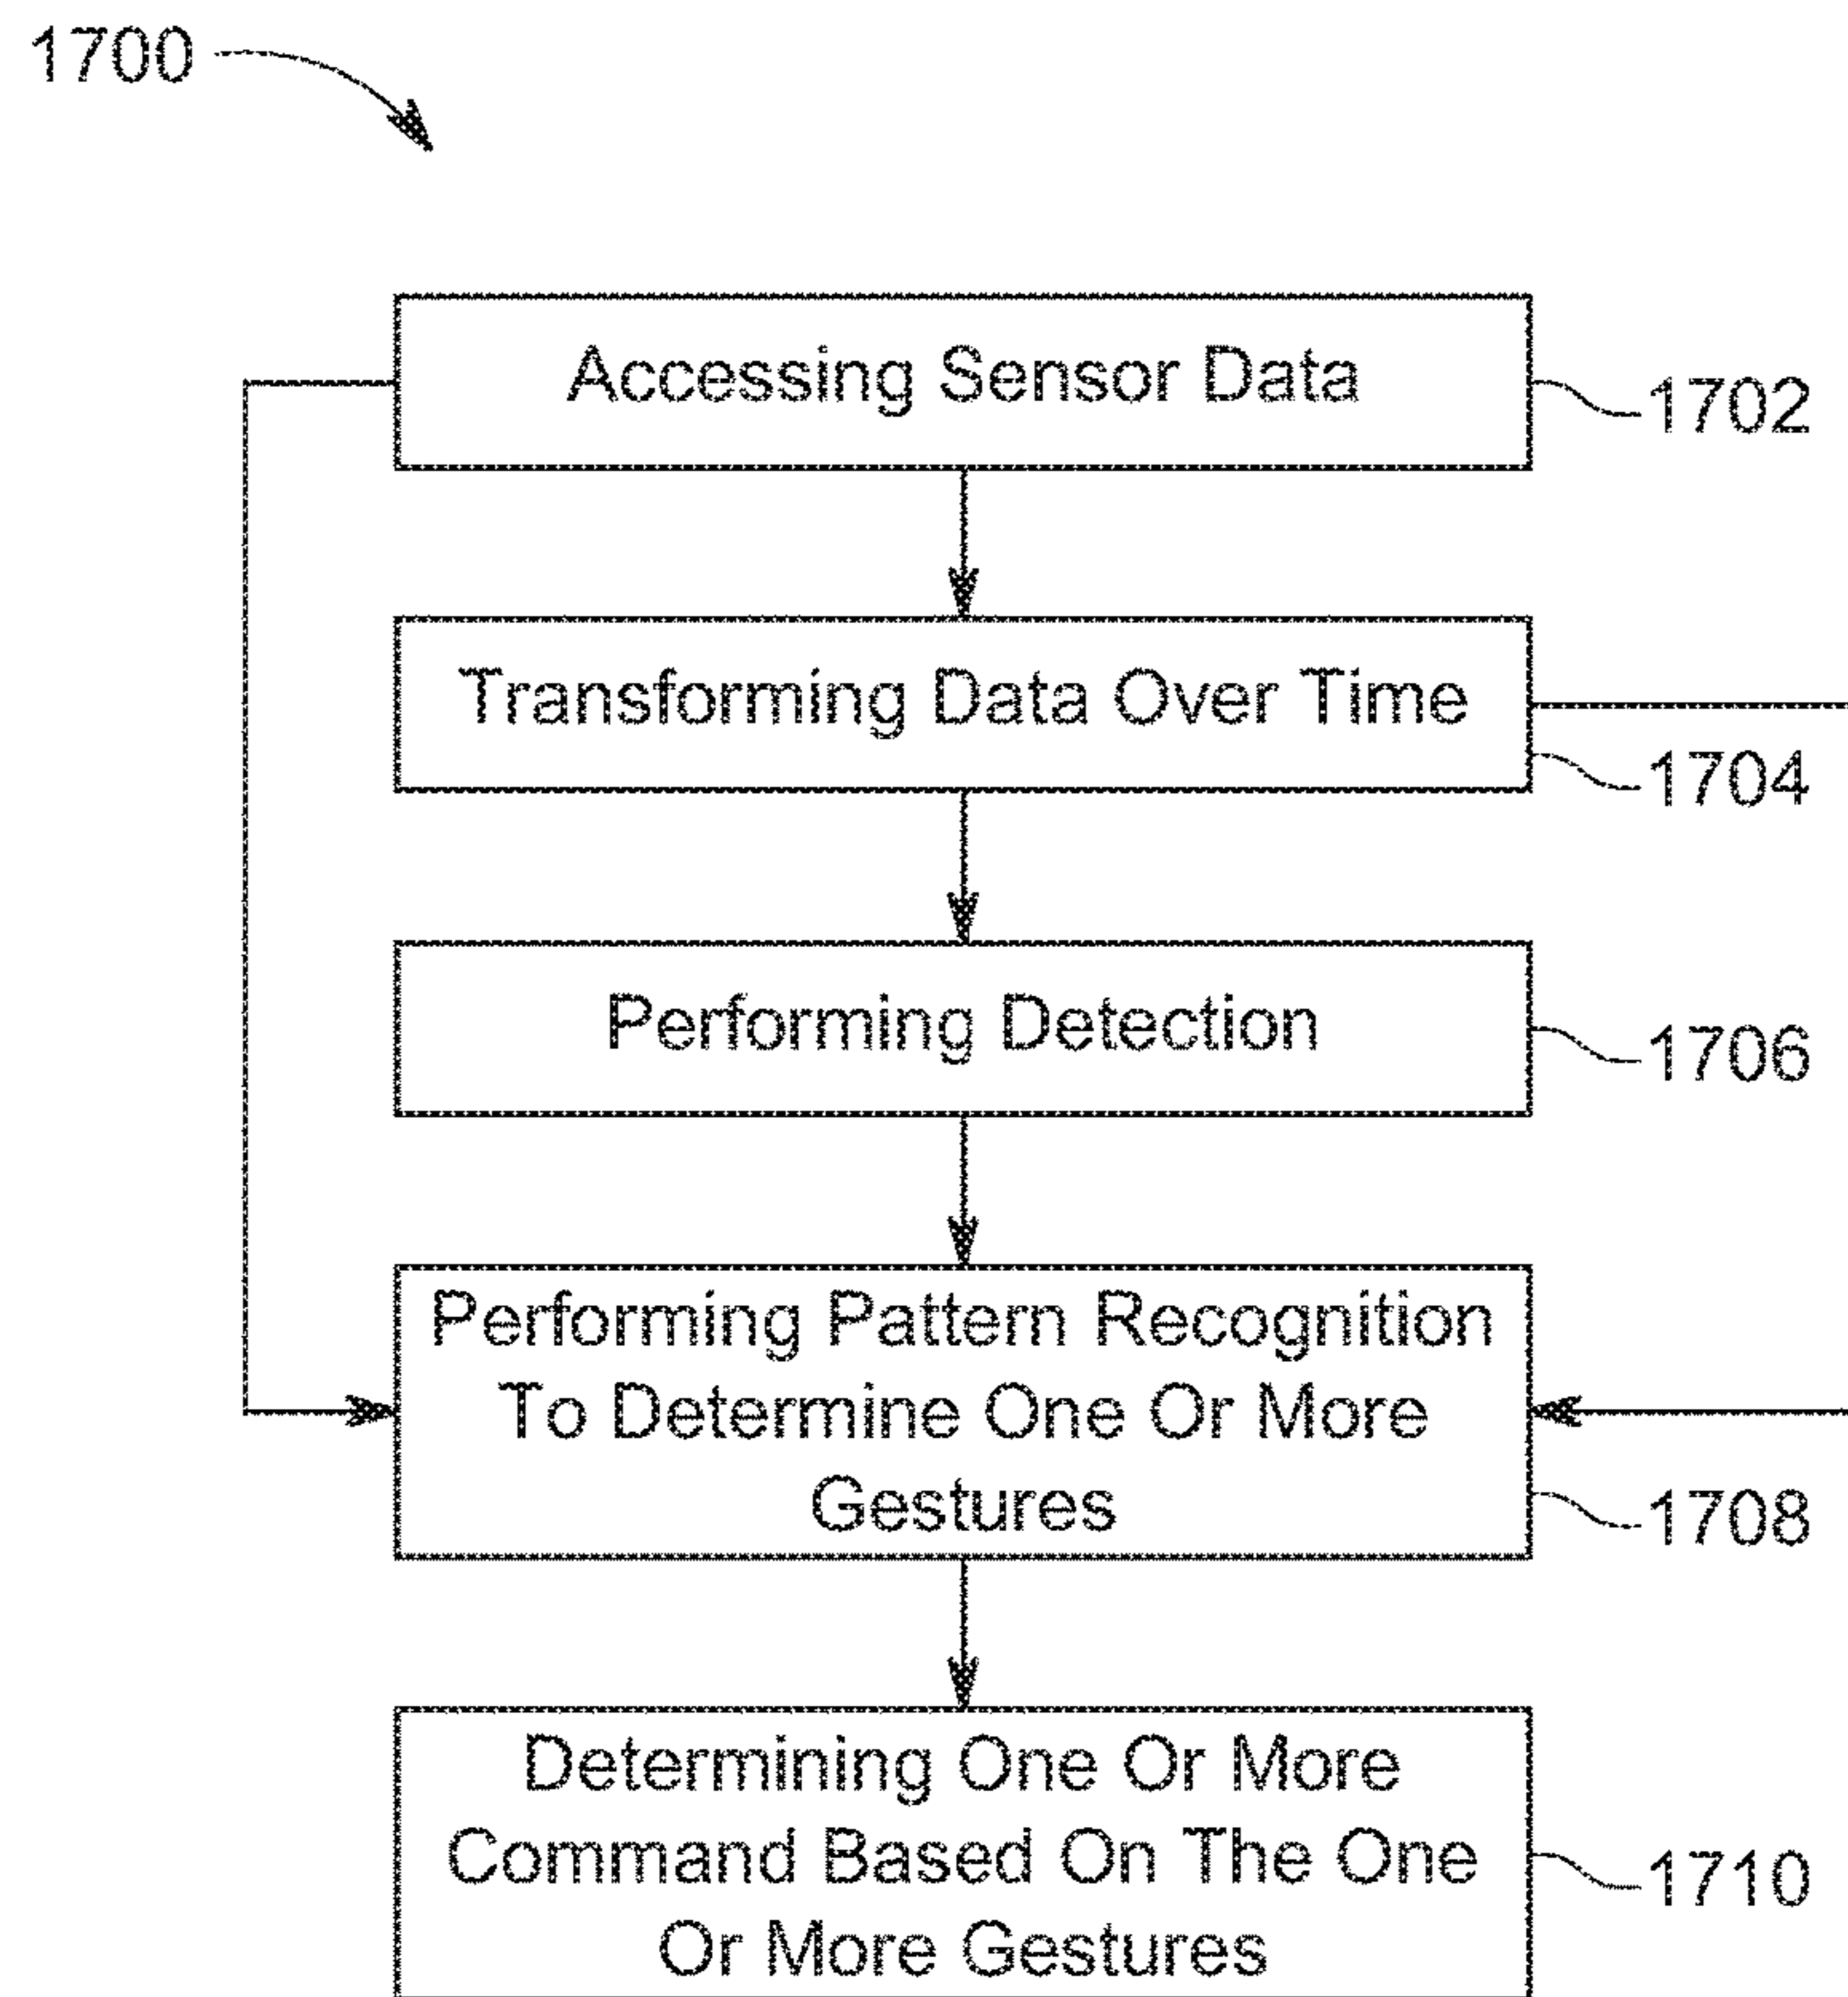 1700
Accessing Sensor Data
1702
Transforming Data Over Time
1704
Performing Detection
1706
Performing Pattern Recognition
To Determine One Or More
Gestures
1708
Determining One Or More
Command Based On The One
Or More Gestures
1710